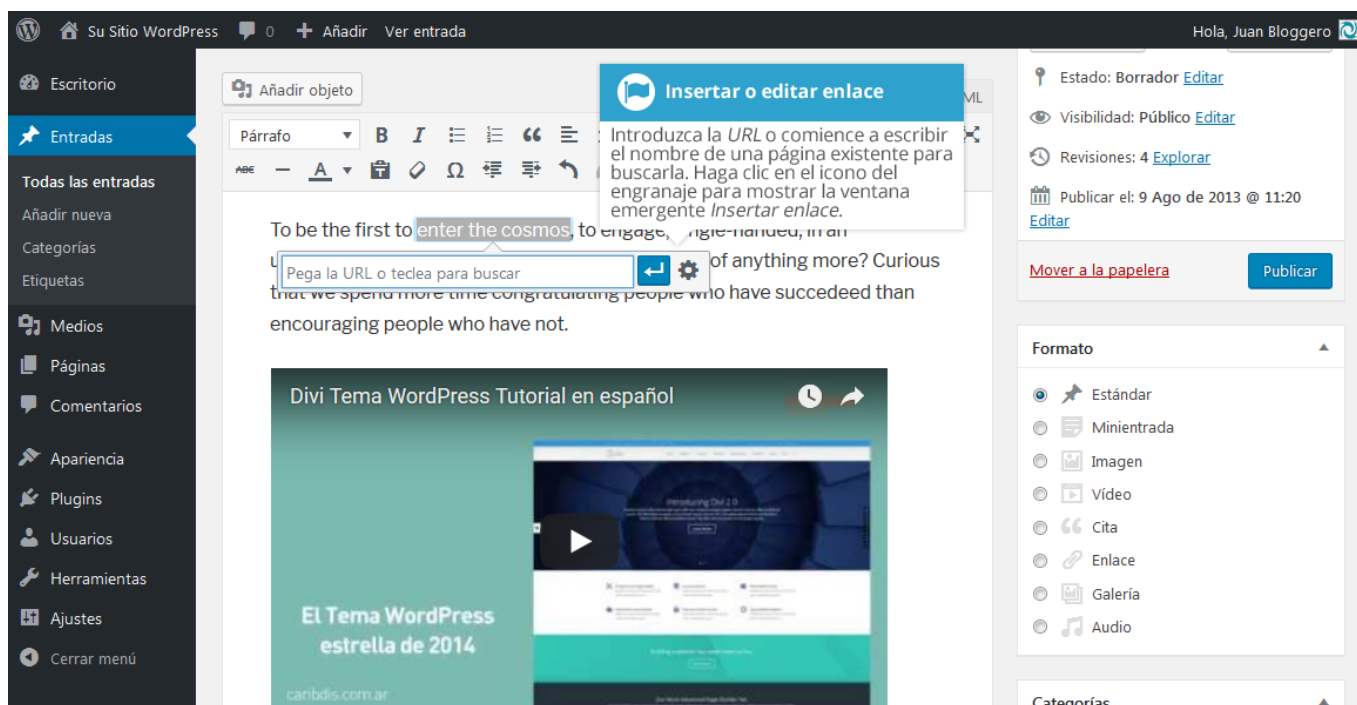 Su Sitio WordPress 0 Añadir Ver entrada Hola, Juan Bloggero
Escritorio
Entradas
Todas las entradas
Añadir nueva
Categorías
Etiquetas
Medios
Páginas
Comentarios
Apariencia
Plugins
Usuarios
Herramientas
Ajustes
Cerrar menú
Añadir objeto
Párrafo
B I
ABE A Ω
Insertar o editar enlace
Introduzca la URL o comience a escribir
el nombre de una página existente para
buscarla. Haga clic en el icono del
engranaje para mostrar la ventana
emergente Insertar enlace.
To be the first to enter the cosmos, to engage, single-handed, in an
Pega la URL o teclea para buscar
of anything more? Curious
that we spend more time congratulating people who have succedeed than
encouraging people who have not.
Divi Tema WordPress Tutorial en español
Introducing Divi 2.0
El Tema WordPress
estrella de 2014
caribdis.com.ar
Estado: Borrador Editar
Visibilidad: Público Editar
Revisiones: 4 Explorar
Publicar el: 9 Ago de 2013 @ 11:20
Editar
Mover a la papelera Publicar
Formato
Estándar
Minientrada
Imagen
Vídeo
Cita
Enlace
Galería
Audio
Categorías